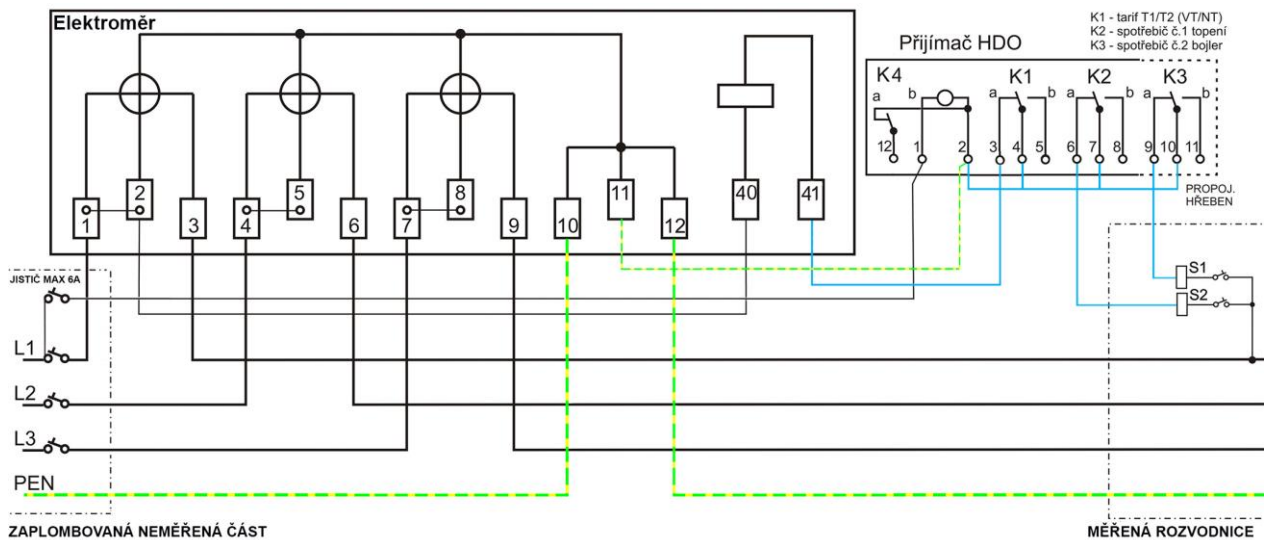 Elektroměr
K1 - tarif T1/T2 (VT/NT)
K2 - spotřebič č.1 topení
K3 - spotřebič č.2 bojler
Přijímač HDO
K4 K1 K2 K3
a b a b a b a b
12 1 2 3 4 5 6 7 8 9 10 11
2 5 8 11 40 41
1 3 4 6 7 9 10 12
PROPOJ.
HŘEBEN
JISTIČ MAX 6A
S1
S2
L1
L2
L3
PEN
ZAPLOMBOVANÁ NEMĚŘENÁ ČÁST
MĚŘENÁ ROZVODNICE